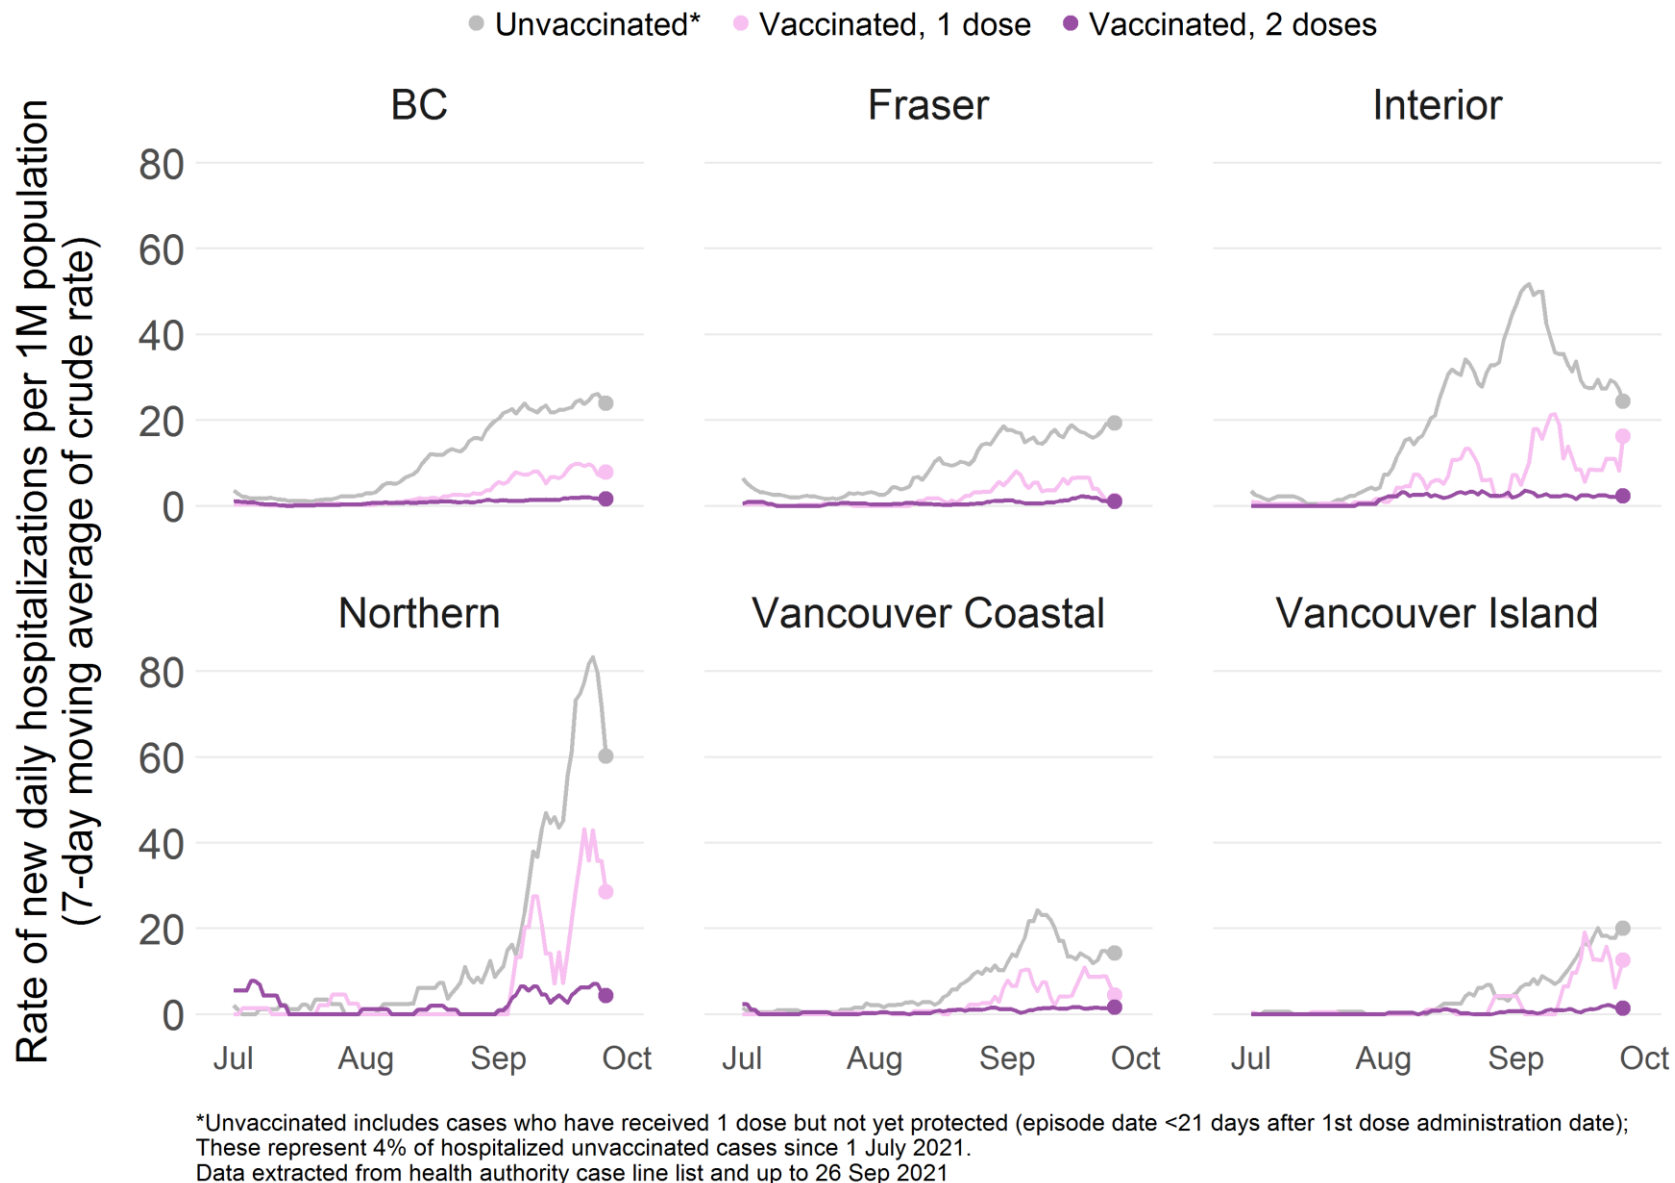 Unvaccinated* Vaccinated, 1 dose Vaccinated, 2 doses
Rate of new daily hospitalizations per 1M population
(7-day moving average of crude rate)
BC Fraser Interior
80
60
40
20
0
Northern Vancouver Coastal Vancouver Island
80
60
40
20
0
Jul Aug Sep Oct Jul Aug Sep Oct Jul Aug Sep Oct
*Unvaccinated includes cases who have received 1 dose but not yet protected (episode date <21 days after 1st dose administration date);
These represent 4% of hospitalized unvaccinated cases since 1 July 2021.
Data extracted from health authority case line list and up to 26 Sep 2021